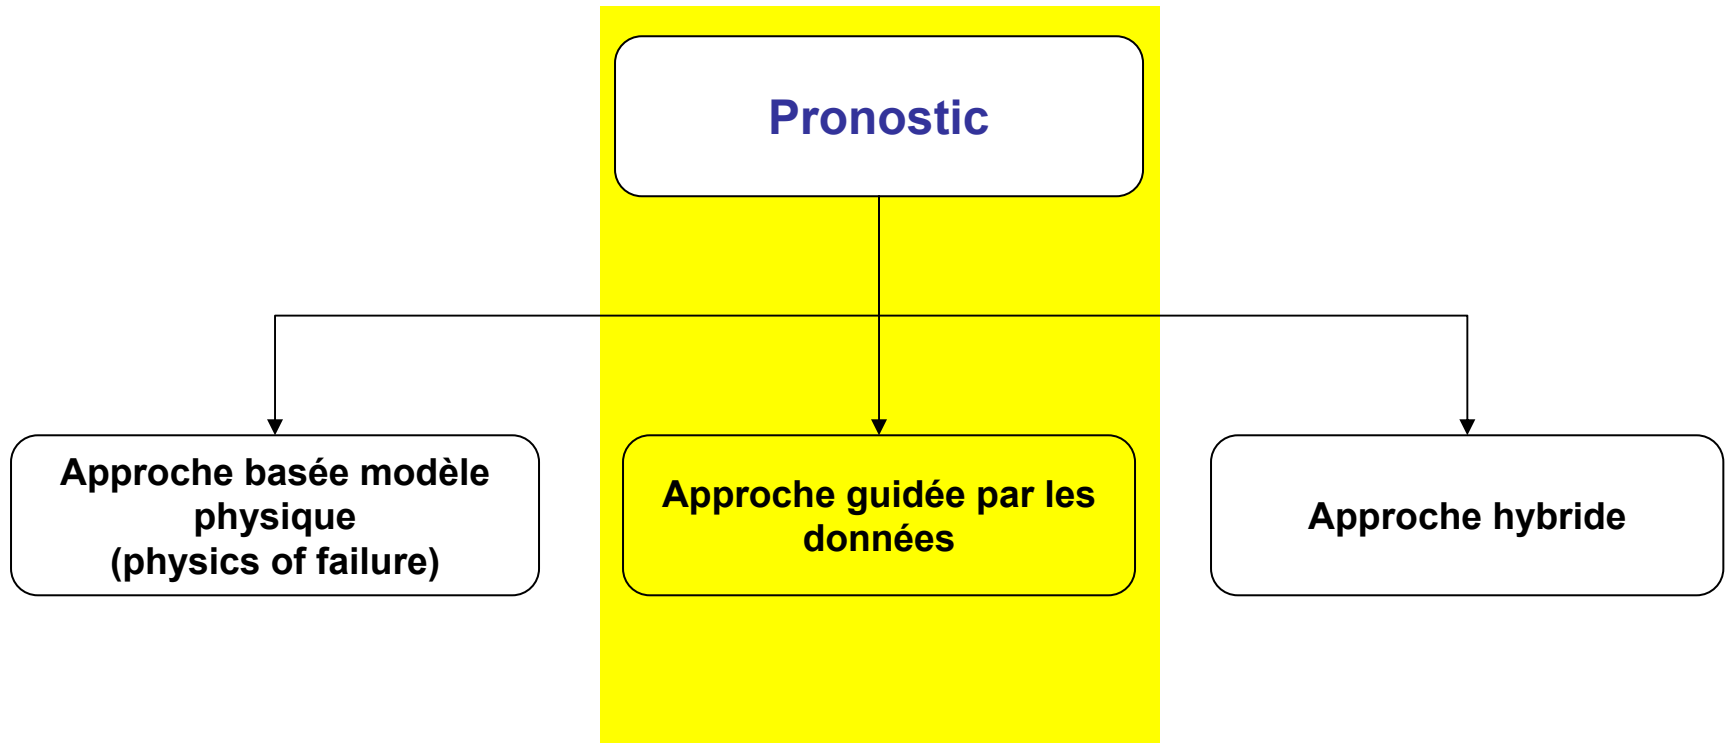 Pronostic
Approche basée modèle
physique
(physics of failure)
Approche guidée par les
données
Approche hybride